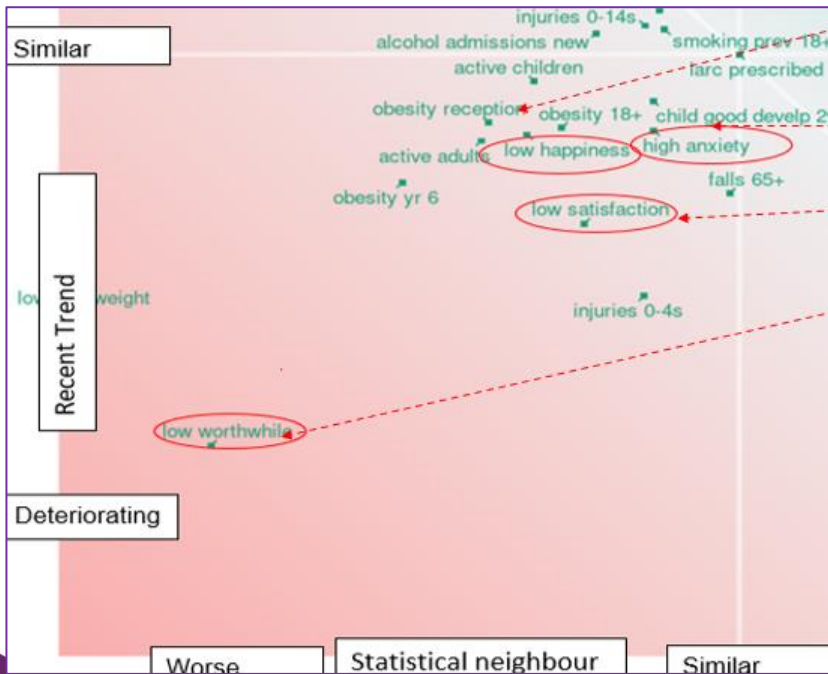 injuries 0-14s
Similar
alcohol admissions new
smoking prev 18+
active children
larc prescribed
obesity reception
obesity 18+
child good develp
active adults
low happiness
high anxiety
obesity yr 6
falls 65+
low satisfaction
Recent Trend
weight
injuries 0-4s
low worthwhile
Deteriorating
Worse
Statistical neighbour
Similar